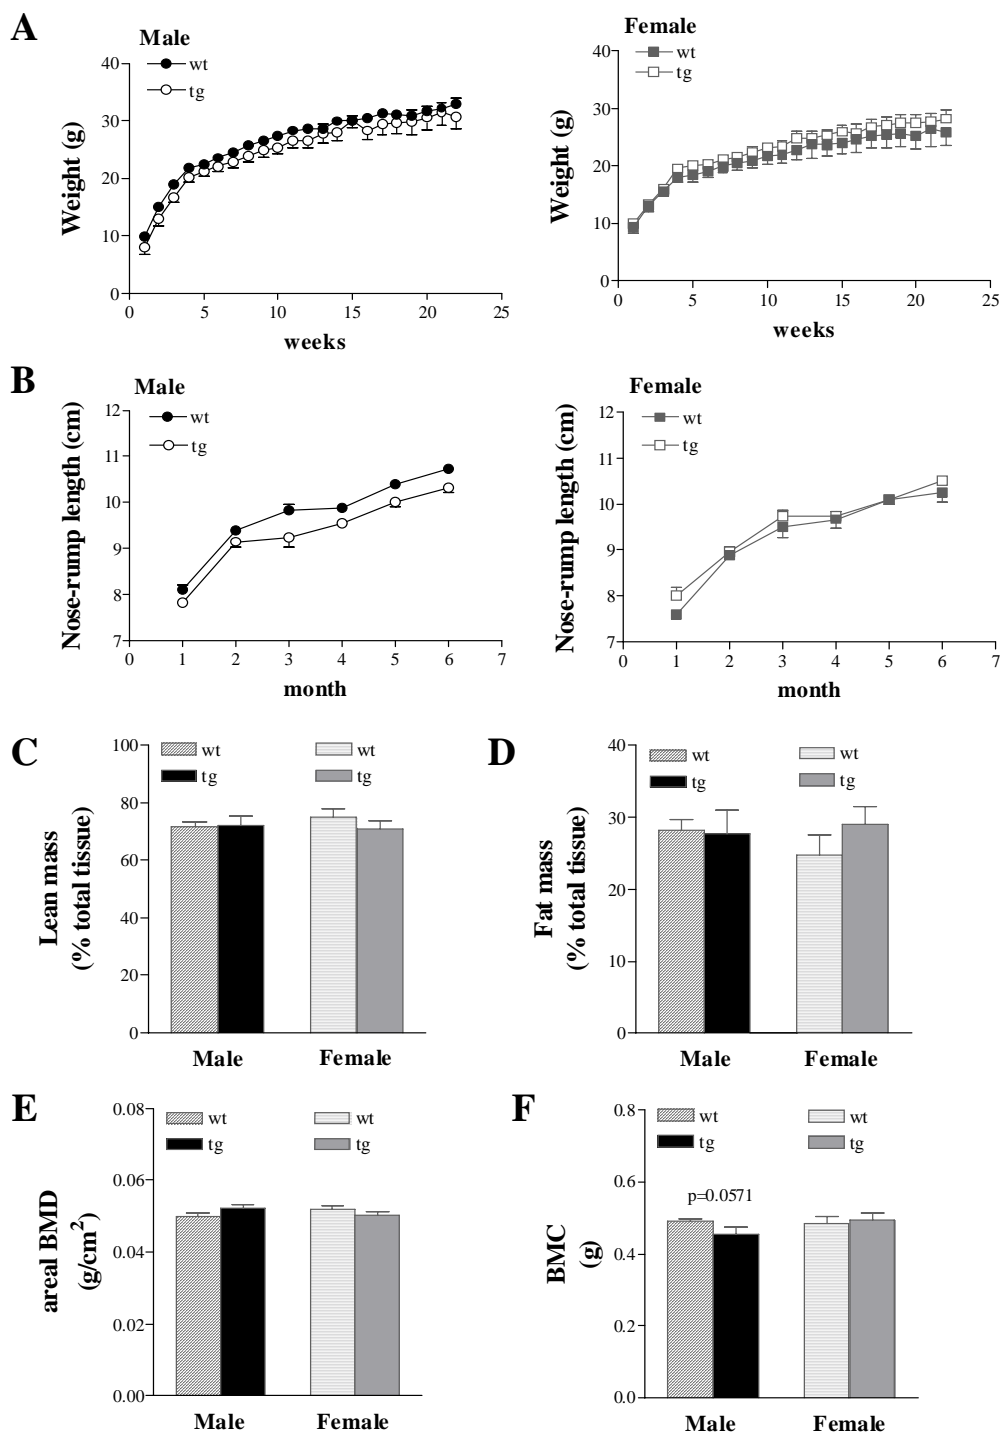 A
Male
wt
tg
Weight (g)
40
30
20
10
0
0 5 10 15 20 25
weeks
Female
wt
tg
Weight (g)
40
30
20
10
0
0 5 10 15 20 25
weeks
B
Male
wt
tg
Nose-rump length (cm)
12
11
10
9
8
7
0 1 2 3 4 5 6 7
month
Female
wt
tg
Nose-rump length (cm)
12
11
10
9
8
7
0 1 2 3 4 5 6 7
month
C
wt wt
tg tg
Lean mass
(% total tissue)
100
80
60
40
20
0
Male Female
D
wt wt
tg tg
Fat mass
(% total tissue)
40
30
20
10
0
Male Female
E
wt wt
tg tg
areal BMD
(g/cm²)
0.08
0.06
0.04
0.02
0.00
Male Female
F
wt wt
tg tg
p=0.0571
BMC
(g)
0.8
0.6
0.4
0.2
0.0
Male Female